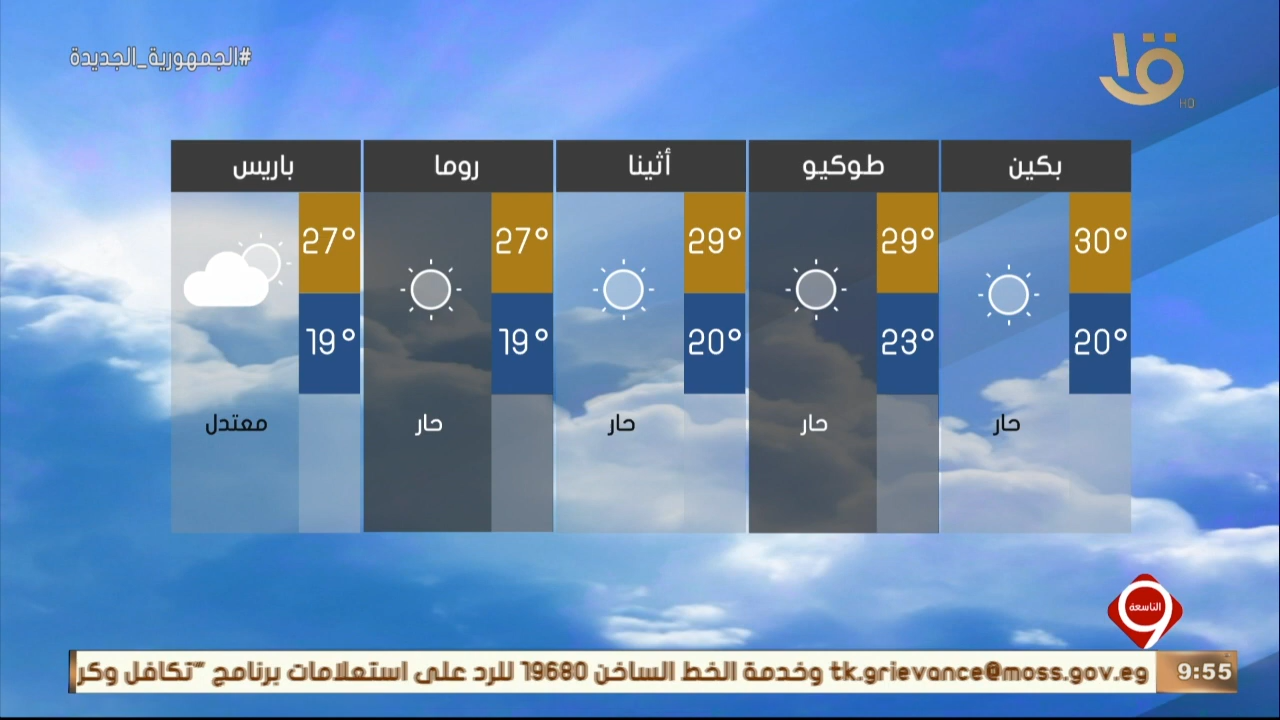 #الجمهورية_الجديدة
HD
بكين
30°
20°
حار
طوكيو
29°
23°
حار
أثينا
29°
20°
حار
روما
27°
19°
حار
باريس
27°
19°
معتدل
التاسعة
9
9:55
tk.grievance@moss.gov.eg وخدمة الخط الساخن 19680 للرد على استعلامات برنامج "تكافل وكر